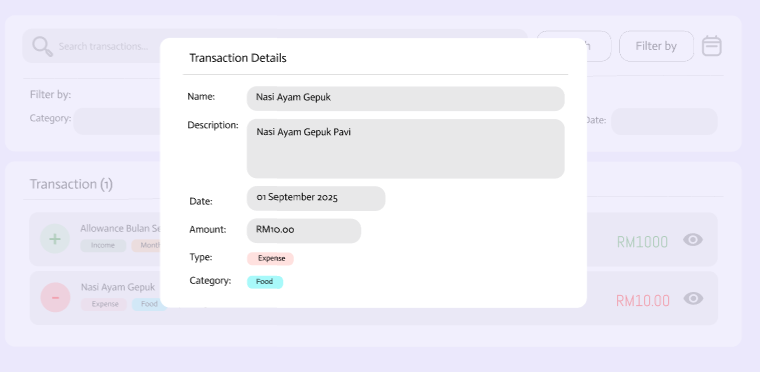 Search transactions...
Filter by
Filter by:
Category:
Date:
Transaction (1)
Allowance Bulan Se
Income
Month
RM1000
Nasi Ayam Gepuk
Expense
Food
RM10.00
Transaction Details
Name:
Nasi Ayam Gepuk
Description:
Nasi Ayam Gepuk Pavi
Date:
01 September 2025
Amount:
RM10.00
Type:
Expense
Category:
Food